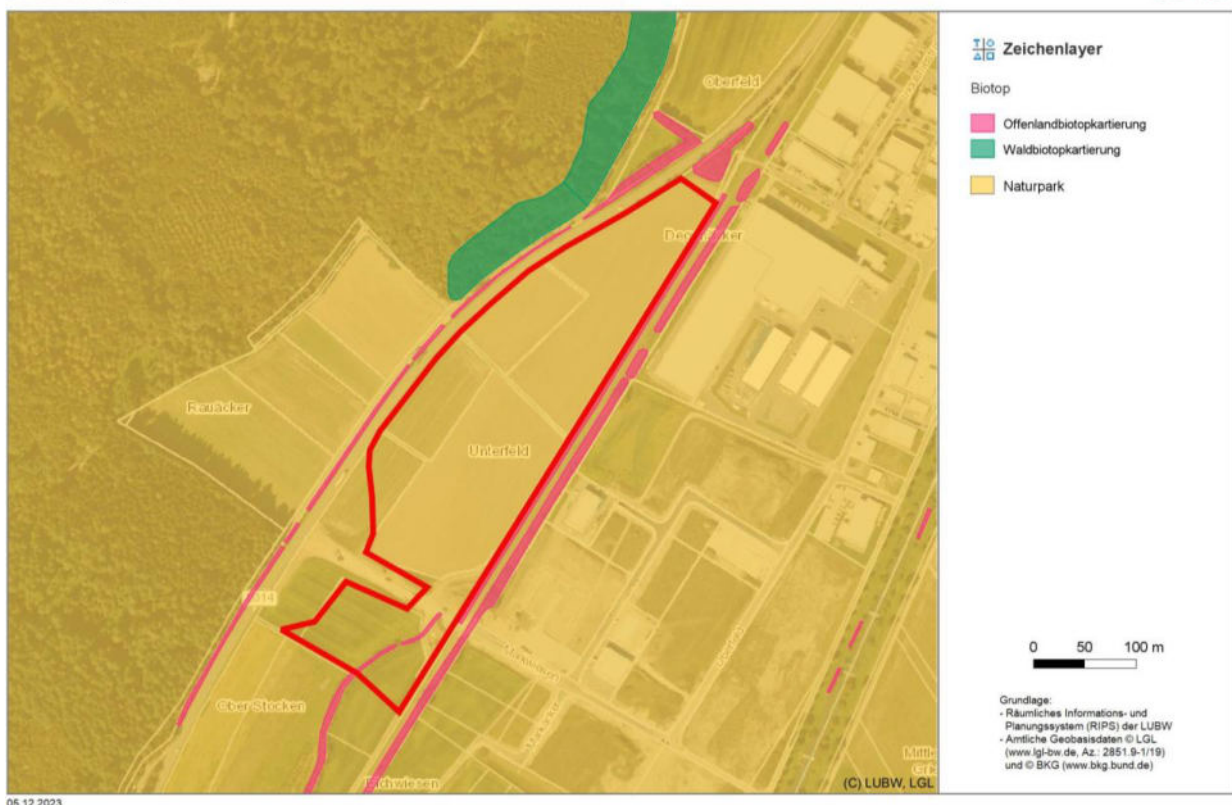 Zeichenlayer
Biotop
Offenlandbiotopkartierung
Waldbiotopkartierung
Naturpark
Oberfeld
Rauäcker
Unterfeld
Ober Stocken
0 50 100 m
Grundlage:
- Räumliches Informations- und
Planungssystem (RIPS) der LUBW
- Amtliche Geobasisdaten © LGL
(www.lgl-bw.de, Az.: 2851.9-1/19)
und © BKG (www.bkg.bund.de)
(C) LUBW, LGL
05.12.2023